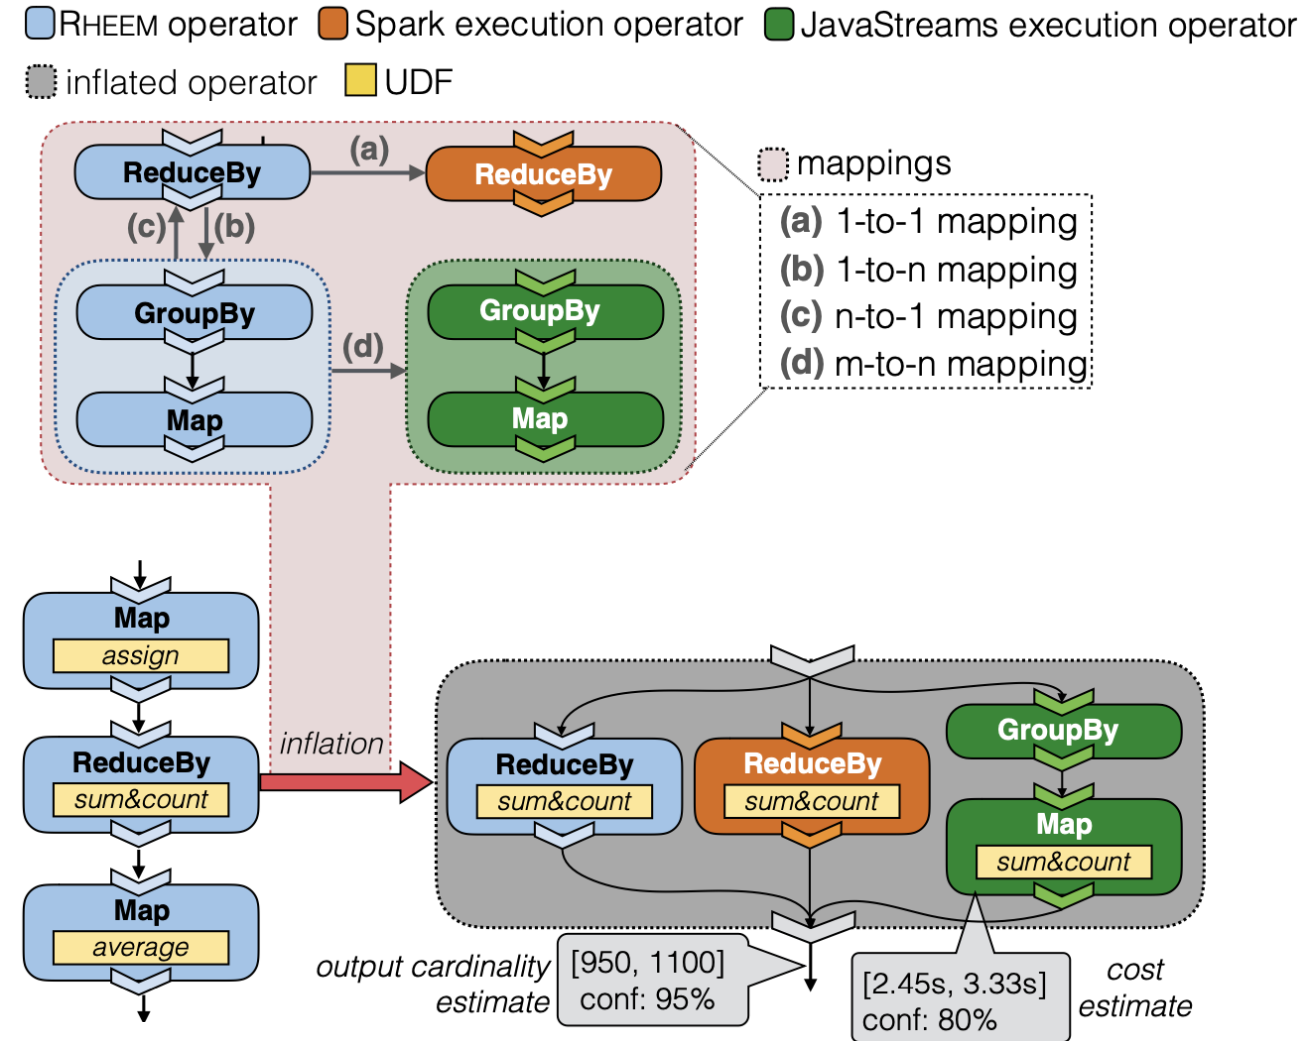 RHEEM operator Spark execution operator JavaStreams execution operator
inflated operator UDF
ReduceBy (a) ReduceBy
(c) (b)
GroupBy GroupBy
(d)
Map Map
mappings
(a) 1-to-1 mapping
(b) 1-to-n mapping
(c) n-to-1 mapping
(d) m-to-n mapping
Map
assign
ReduceBy
sum&count
Map
average
inflation
ReduceBy
sum&count
ReduceBy
sum&count
GroupBy
Map
sum&count
output cardinality
estimate
[950, 1100]
conf: 95%
[2.45s, 3.33s]
conf: 80%
cost
estimate